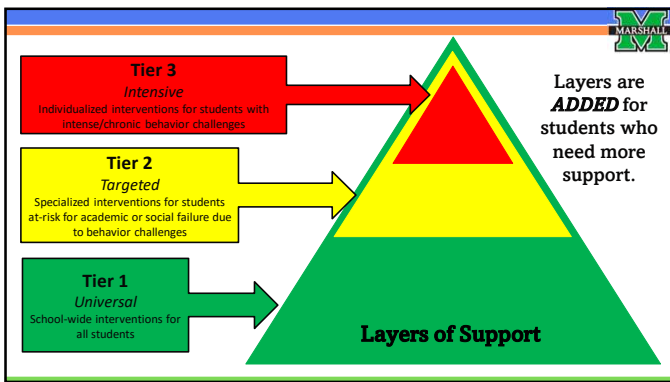 MARSHALL
Tier 3
Intensive
Individualized interventions for students with
intense/chronic behavior challenges
Tier 2
Targeted
Specialized interventions for students
at-risk for academic or social failure due
to behavior challenges
Tier 1
Universal
School-wide interventions for
all students
Layers are
ADDED for
students who
need more
support.
Layers of Support